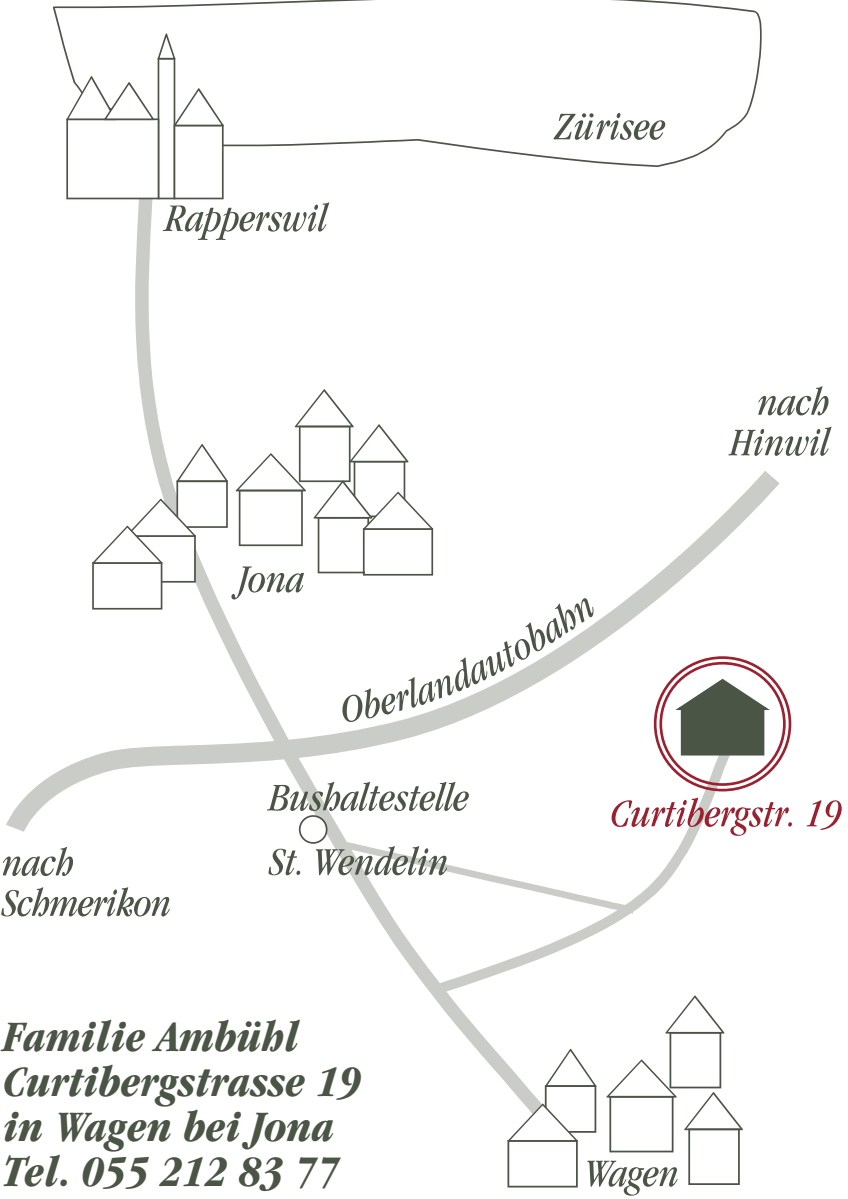 Zürisee
Rapperswil
nach
Hinwil
Jona
Oberlandautobahn
Bushaltestelle
St. Wendelin
Curtibergstr. 19
nach
Schmerikon
Familie Ambühl
Curtibergstrasse 19
in Wagen bei Jona
Tel. 055 212 83 77
Wagen